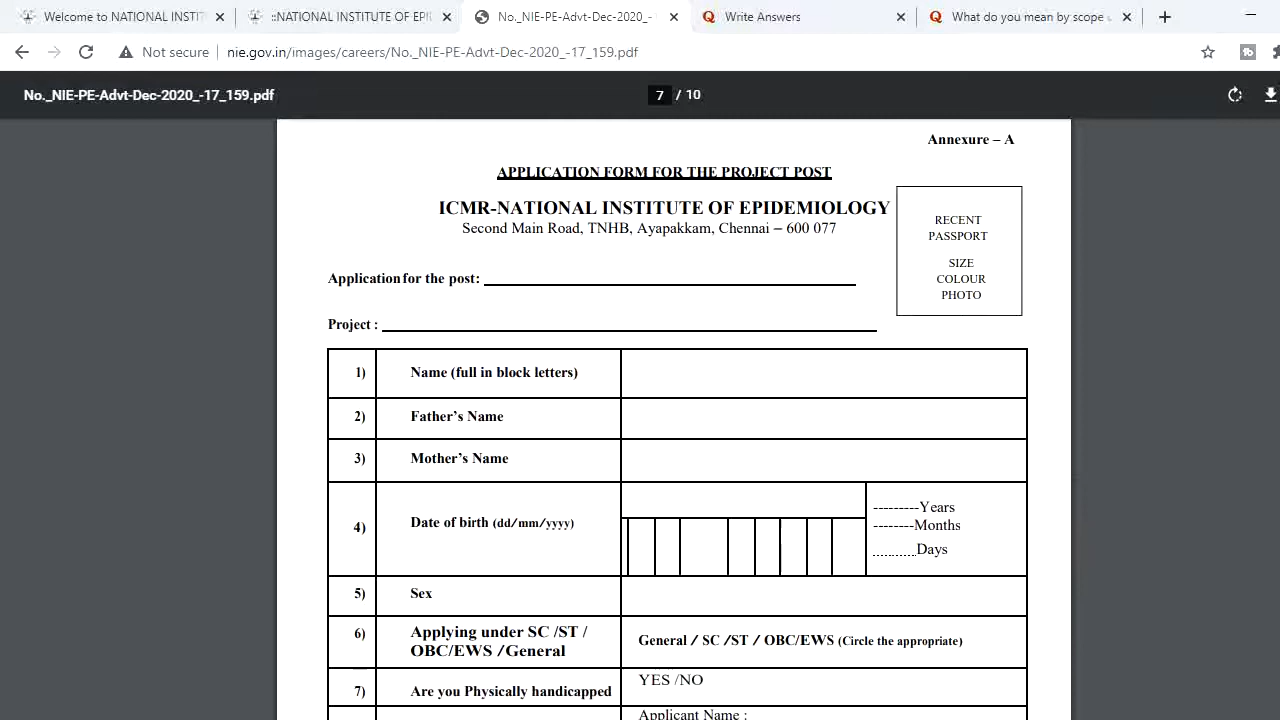 Welcome to NATIONAL INSTIT
::NATIONAL INSTITUTE OF EPI
No._NIE-PE-Advt-Dec-2020_-
Write Answers
What do you mean by scope
Not secure
nie.gov.in/images/careers/No._NIE-PE-Advt-Dec-2020_-17_159.pdf
No._NIE-PE-Advt-Dec-2020_-17_159.pdf
7 / 10
Annexure – A
APPLICATION FORM FOR THE PROJECT POST
ICMR-NATIONAL INSTITUTE OF EPIDEMIOLOGY
Second Main Road, TNHB, Ayapakkam, Chennai – 600 077
RECENT
PASSPORT
SIZE
COLOUR
PHOTO
Application for the post:
Project :
1) Name (full in block letters)
2) Father's Name
3) Mother's Name
4) Date of birth (dd/mm/yyyy)
---------Years
--------Months
..........Days
5) Sex
6) Applying under SC /ST /
OBC/EWS /General
General / SC /ST / OBC/EWS (Circle the appropriate)
7) Are you Physically handicapped
YES /NO
Applicant Name :